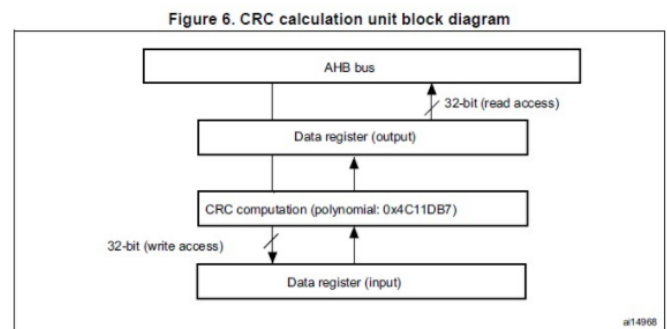 Figure 6. CRC calculation unit block diagram
AHB bus
32-bit (read access)
Data register (output)
CRC computation (polynomial: 0x4C11DB7)
32-bit (write access)
Data register (input)
ai14968